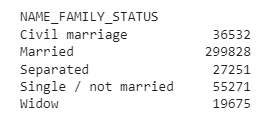 NAME_FAMILY_STATUS
Civil marriage 36532
Married 299828
Separated 27251
Single / not married 55271
Widow 19675